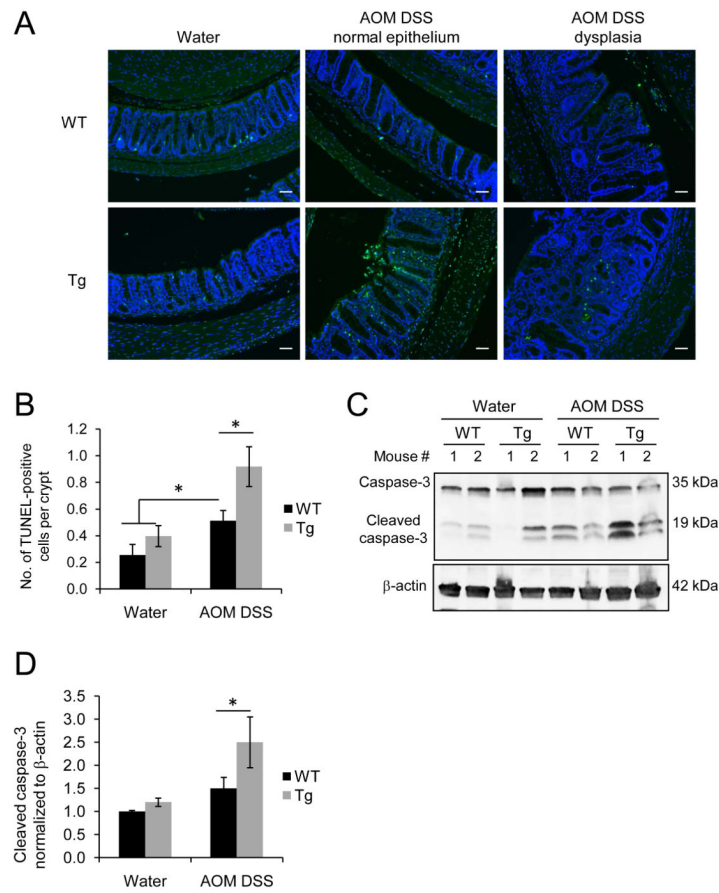 A
Water
AOM DSS
normal epithelium
AOM DSS
dysplasia
WT
Tg
B
No. of TUNEL-positive
cells per crypt
1.2
1.0
0.8
0.6
0.4
0.2
0.0
*
*
WT
Tg
Water
AOM DSS
C
Water
AOM DSS
WT
Tg
WT
Tg
Mouse #
1 2 1 2 1 2 1 2
Caspase-3
35 kDa
Cleaved
caspase-3
19 kDa
β-actin
42 kDa
D
Cleaved caspase-3
normalized to β-actin
3.5
3.0
2.5
2.0
1.5
1.0
0.5
0.0
*
WT
Tg
Water
AOM DSS